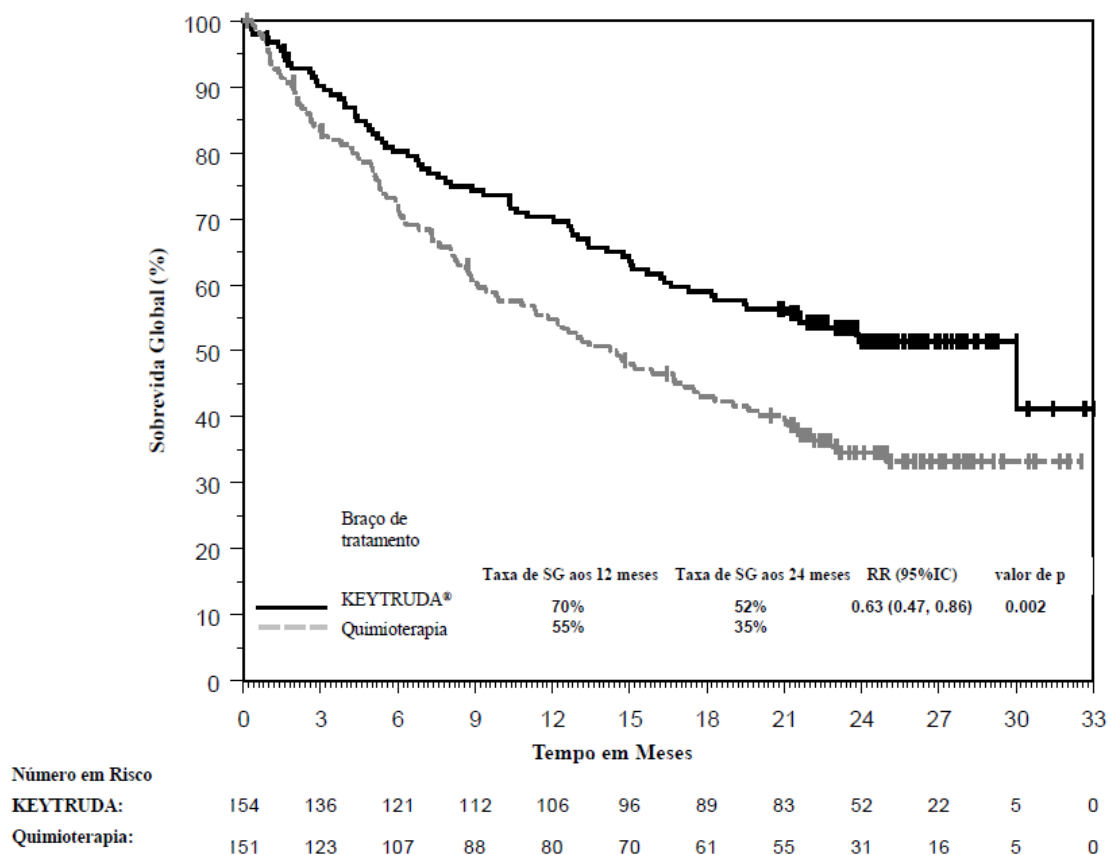 100
90
80
70
60
50
40
30
20
10
0
Sobrevida Global (%)
Braço de
tratamento
Taxa de SG aos 12 meses Taxa de SG aos 24 meses RR (95%IC) valor de p
KEYTRUDA® 70% 52% 0.63 (0.47, 0.86) 0.002
Quimioterapia 55% 35%
0 3 6 9 12 15 18 21 24 27 30 33
Tempo em Meses
Número em Risco
KEYTRUDA: 154 136 121 112 106 96 89 83 52 22 5 0
Quimioterapia: 151 123 107 88 80 70 61 55 31 16 5 0